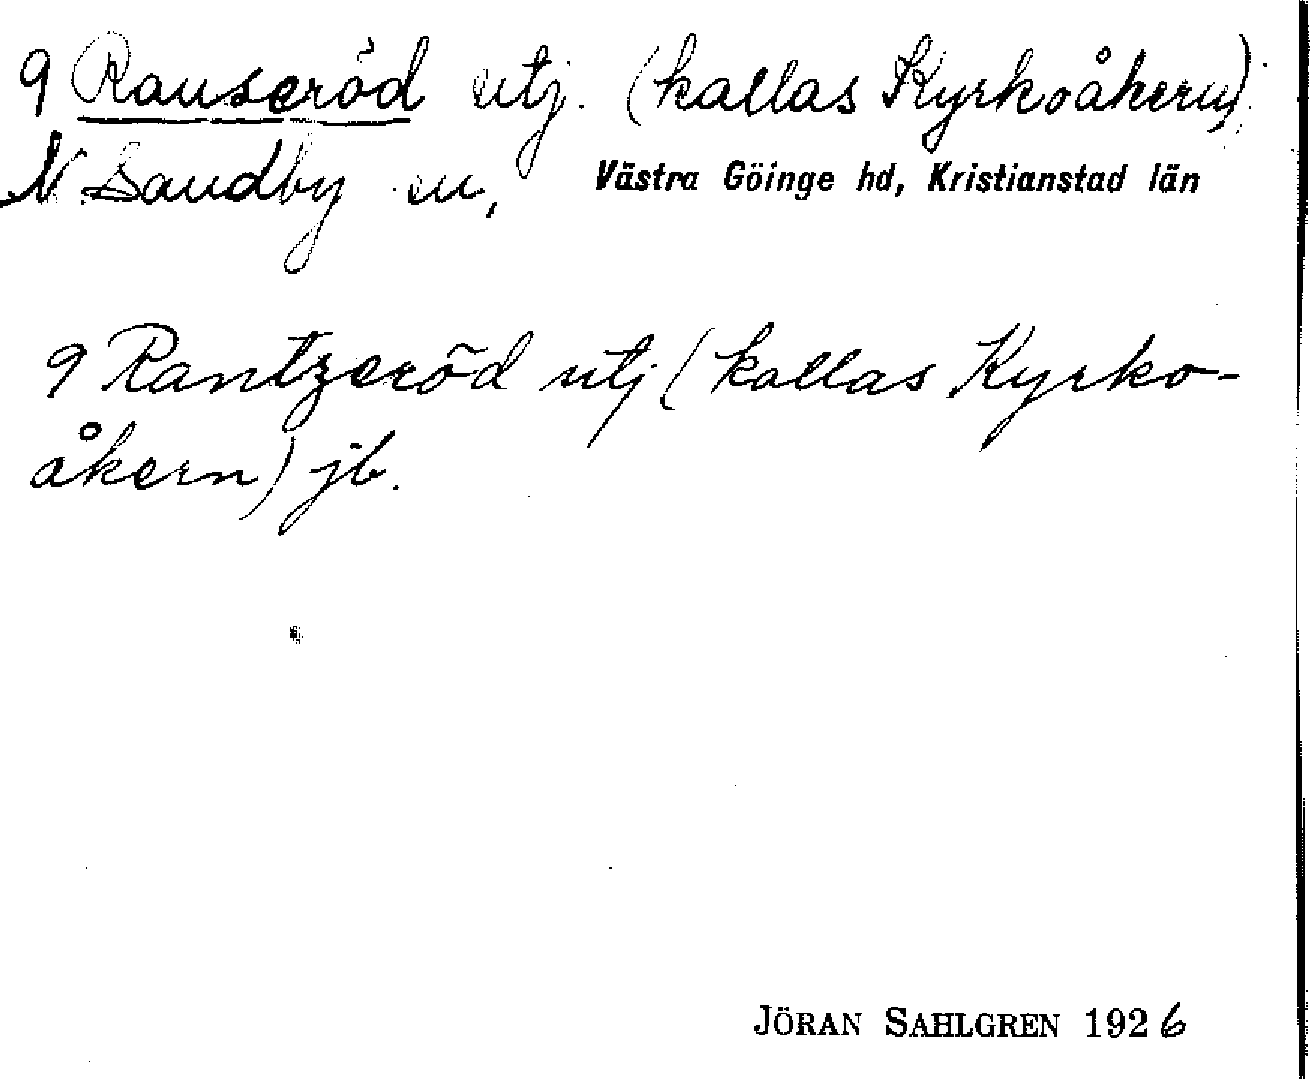 9 Ranseröd utj. (kallas Kyrkoåkern)
N. Sandby sn, Västra Göinge hd, Kristianstad län
9 Rantzeröd utj (kallas Kyrko-
åkern) jb.
JÖRAN SAHLGREN 1926